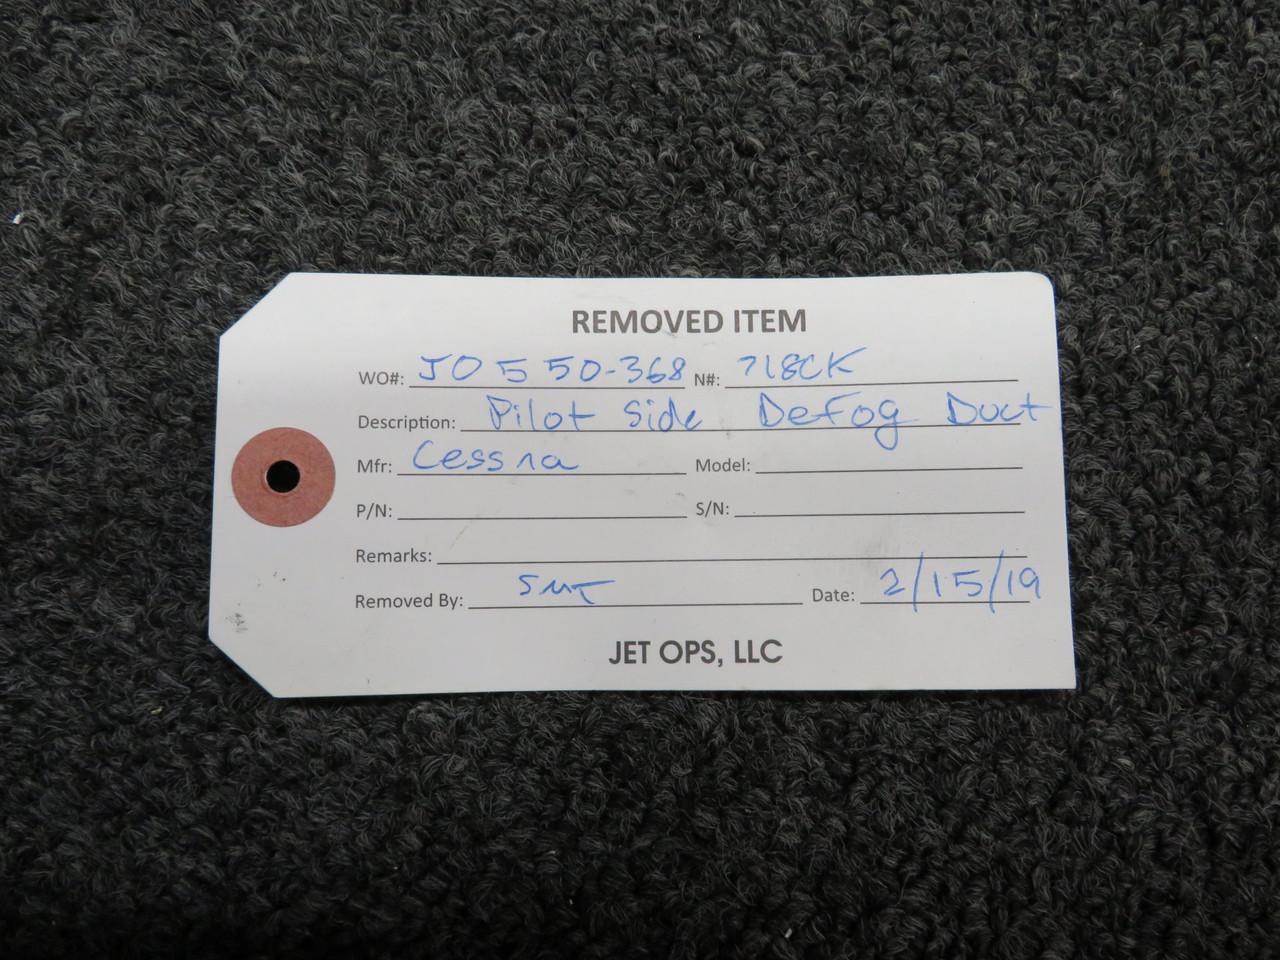 REMOVED ITEM
WO#: JO550-368 N#: 718CK
Description: Pilot Side DeFog Duct
Mfr: Cessna Model:
P/N: S/N:
Remarks:
Removed By: Date: 2/15/19
JET OPS, LLC